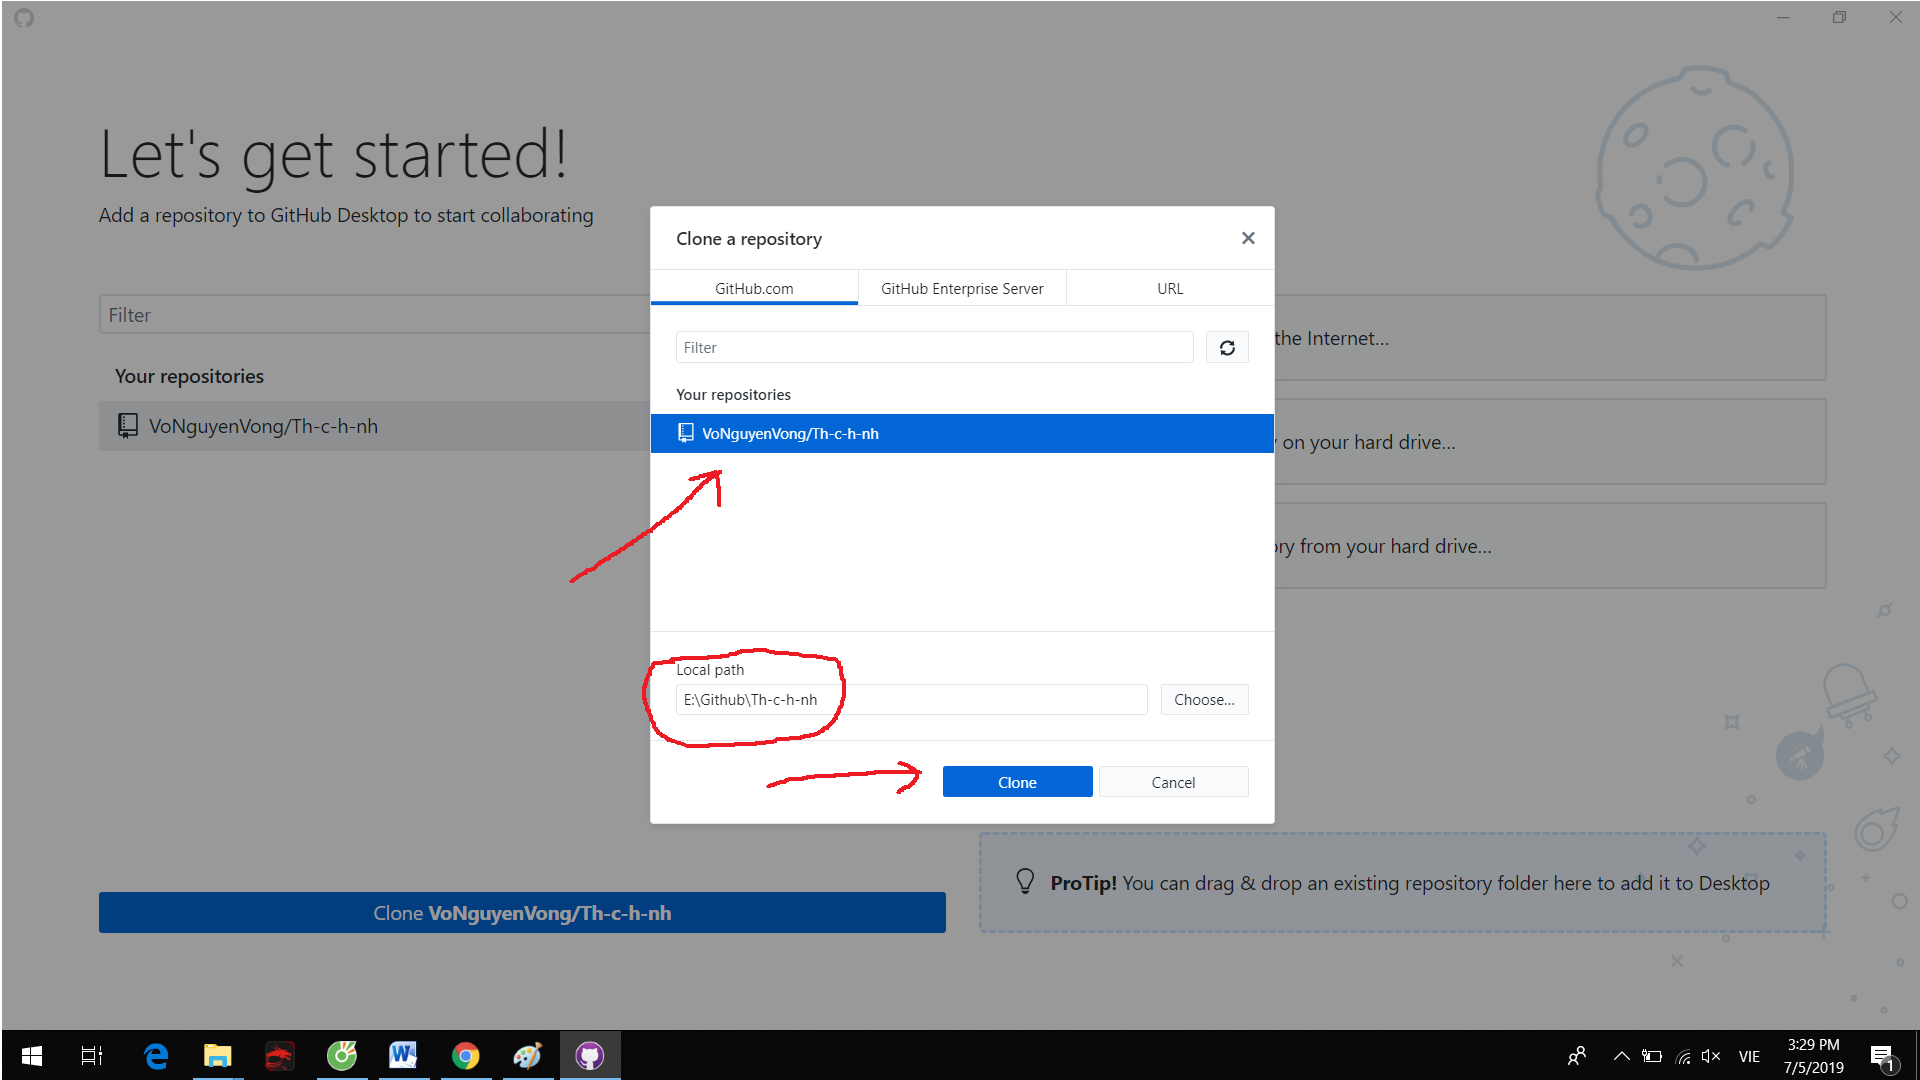 Let's get started!
Add a repository to GitHub Desktop to start collaborating
Filter
Your repositories
VoNguyenVong/Th-c-h-nh
Clone VoNguyenVong/Th-c-h-nh
Clone a repository
GitHub.com
GitHub Enterprise Server
URL
Filter
Your repositories
VoNguyenVong/Th-c-h-nh
Local path
E:\Github\Th-c-h-nh
Choose...
Clone
Cancel
the Internet...
on your hard drive...
ry from your hard drive...
ProTip! You can drag & drop an existing repository folder here to add it to Desktop
VIE
3:29 PM
7/5/2019
1